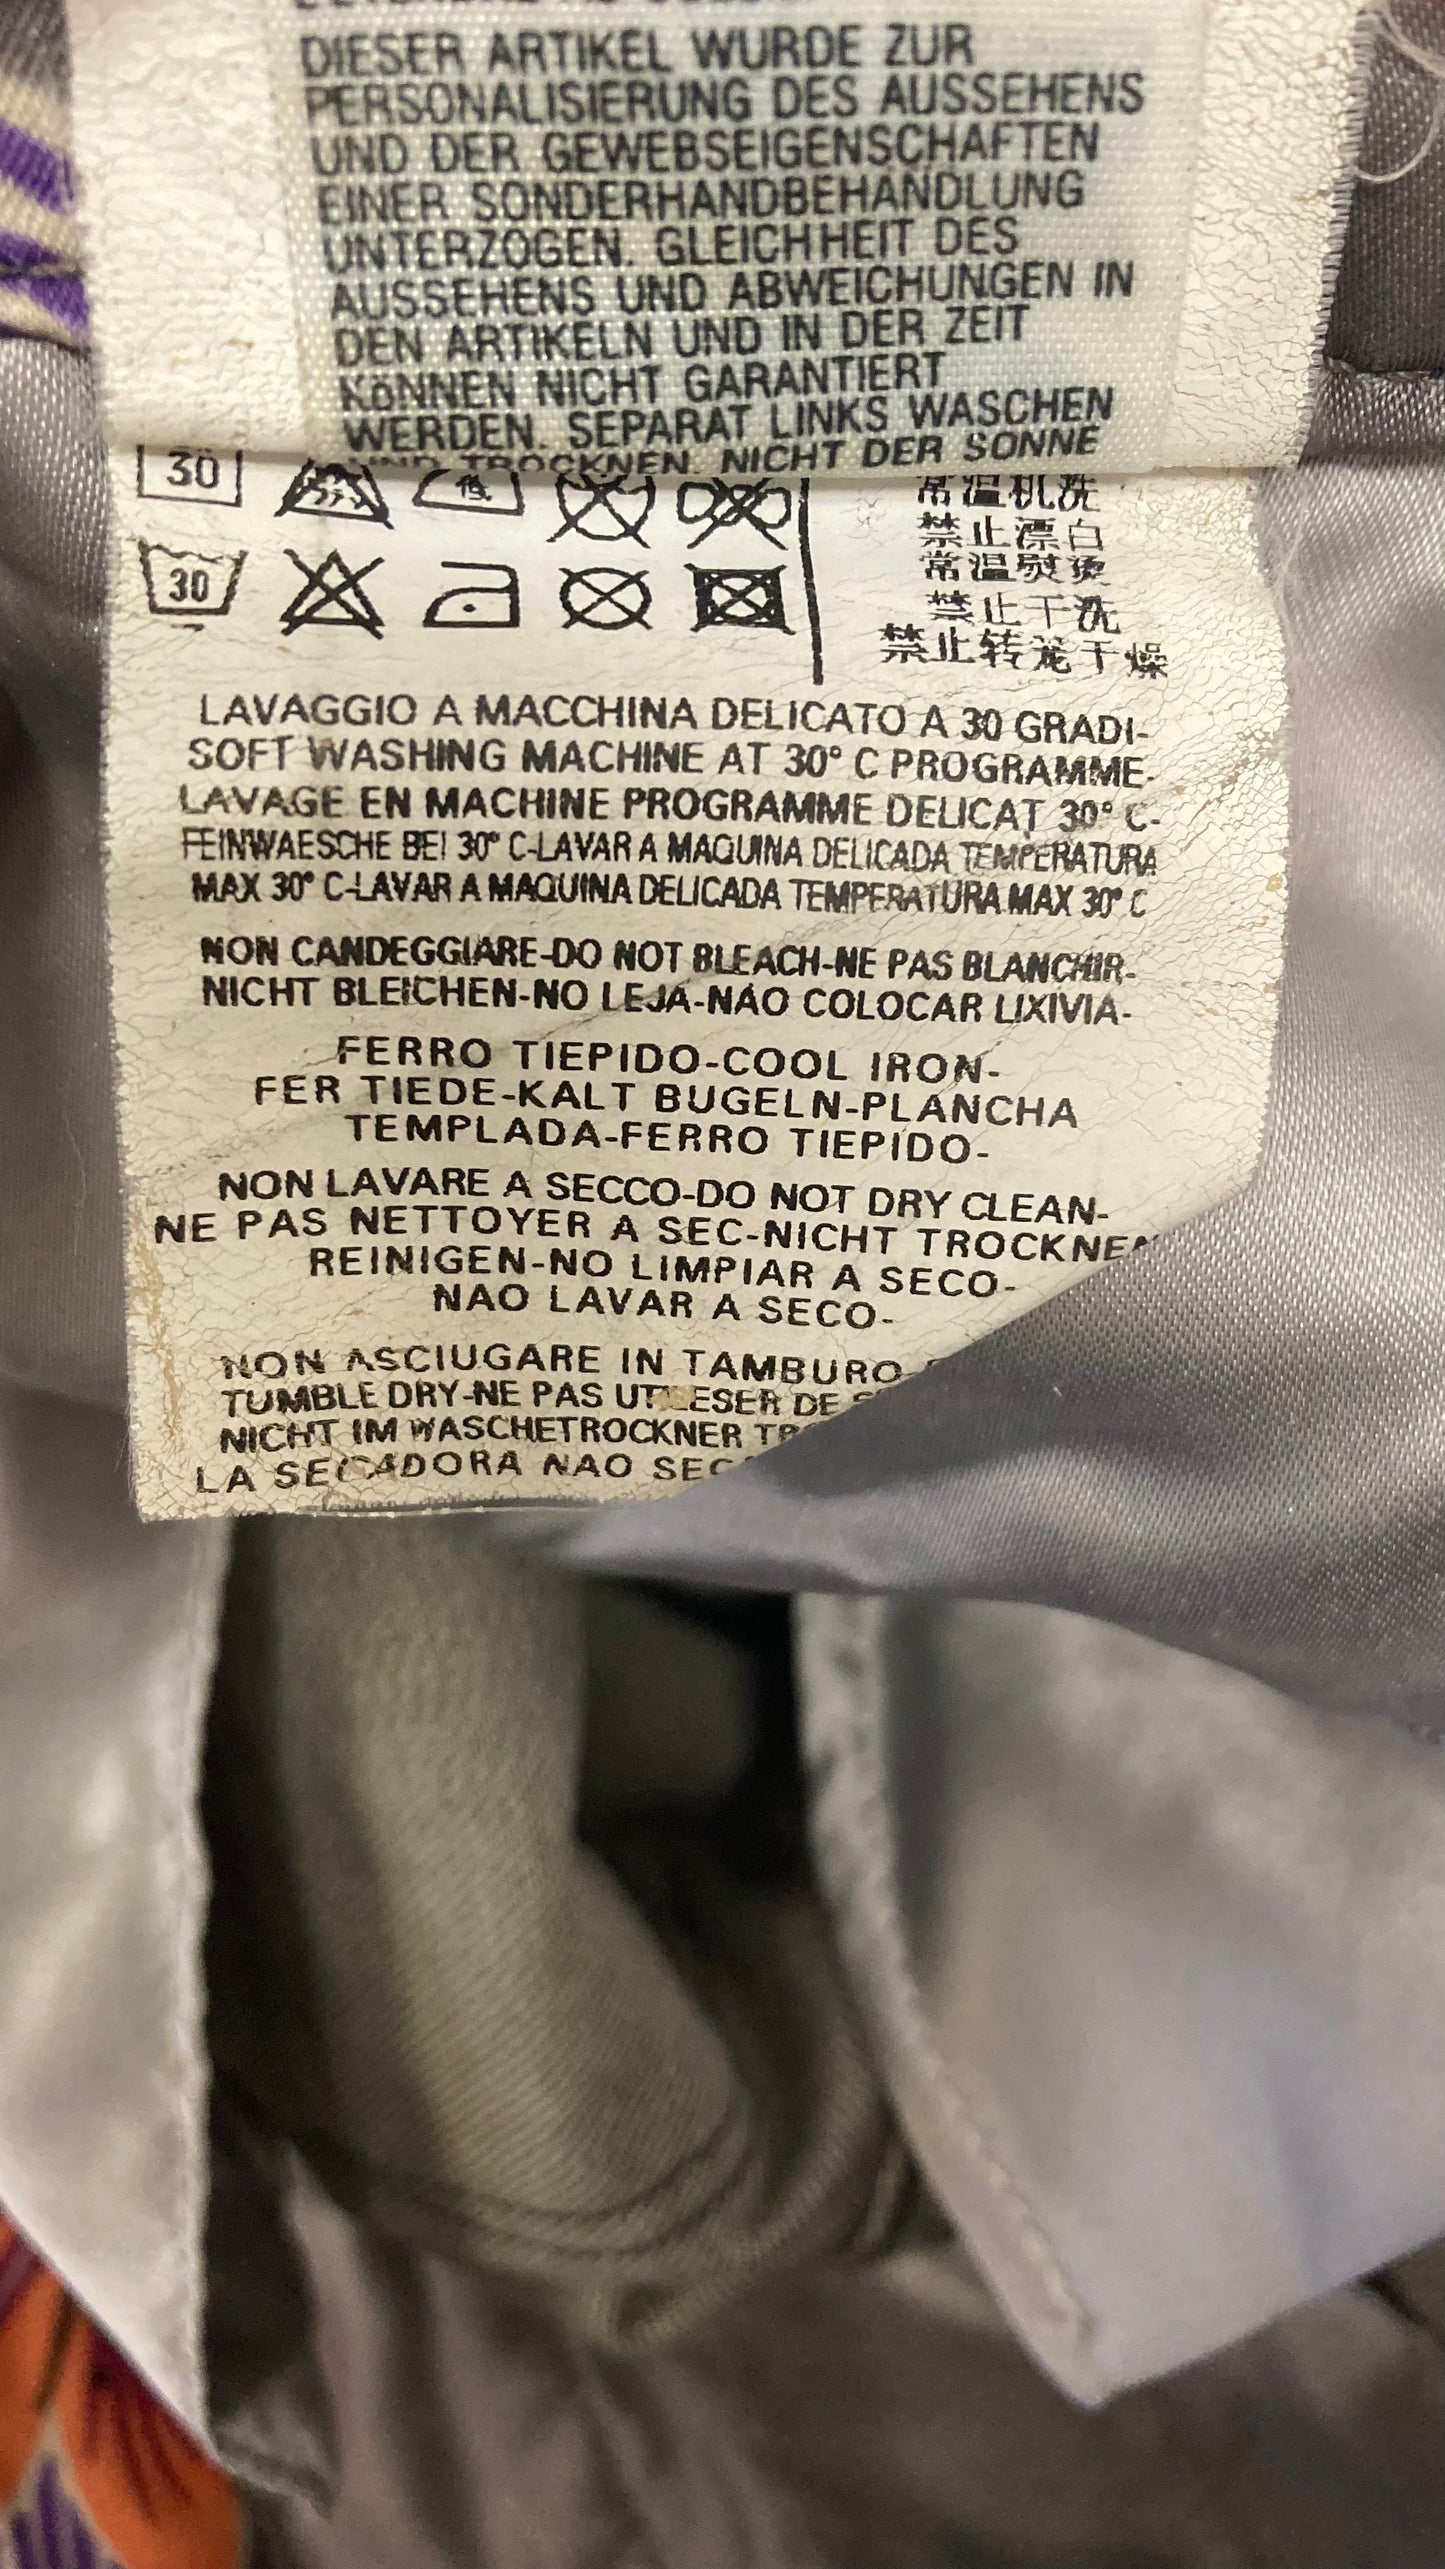 DIESER ARTIKEL WURDE ZUR
PERSONALISIERUNG DES AUSSEHENS
UND DER GEWEBSEIGENSCHAFTEN
EINER SONDERHANDBEHANDLUNG
UNTERZOGEN. GLEICHHEIT DES
AUSSEHENS UND ABWEICHUNGEN IN
DEN ARTIKELN UND IN DER ZEIT
KÖNNEN NICHT GARANTIERT
WERDEN. SEPARAT LINKS WASCHEN
UND TROCKNEN. NICHT DER SONNE
30
30
常温机洗
禁止漂白
常温熨烫
禁止干洗
禁止转笼干燥
LAVAGGIO A MACCHINA DELICATO A 30 GRADI-
SOFT WASHING MACHINE AT 30° C PROGRAMME-
LAVAGE EN MACHINE PROGRAMME DELICAT 30° C-
FEINWAESCHE BEI 30° C-LAVAR A MAQUINA DELICADA TEMPERATURA
MAX 30° C-LAVAR A MAQUINA DELICADA TEMPERATURA MAX 30° C
NON CANDEGGIARE-DO NOT BLEACH-NE PAS BLANCHIR-
NICHT BLEICHEN-NO LEJA-NAO COLOCAR LIXIVIA-
FERRO TIEPIDO-COOL IRON-
FER TIEDE-KALT BUGELN-PLANCHA
TEMPLADA-FERRO TIEPIDO-
NON LAVARE A SECCO-DO NOT DRY CLEAN-
NE PAS NETTOYER A SEC-NICHT TROCKNEN
REINIGEN-NO LIMPIAR A SECO-
NAO LAVAR A SECO-
NON ASCIUGARE IN TAMBURO-
TUMBLE DRY-NE PAS UTILESER DE
NICHT IM WASCHETROCKNER
LA SECADORA NAO